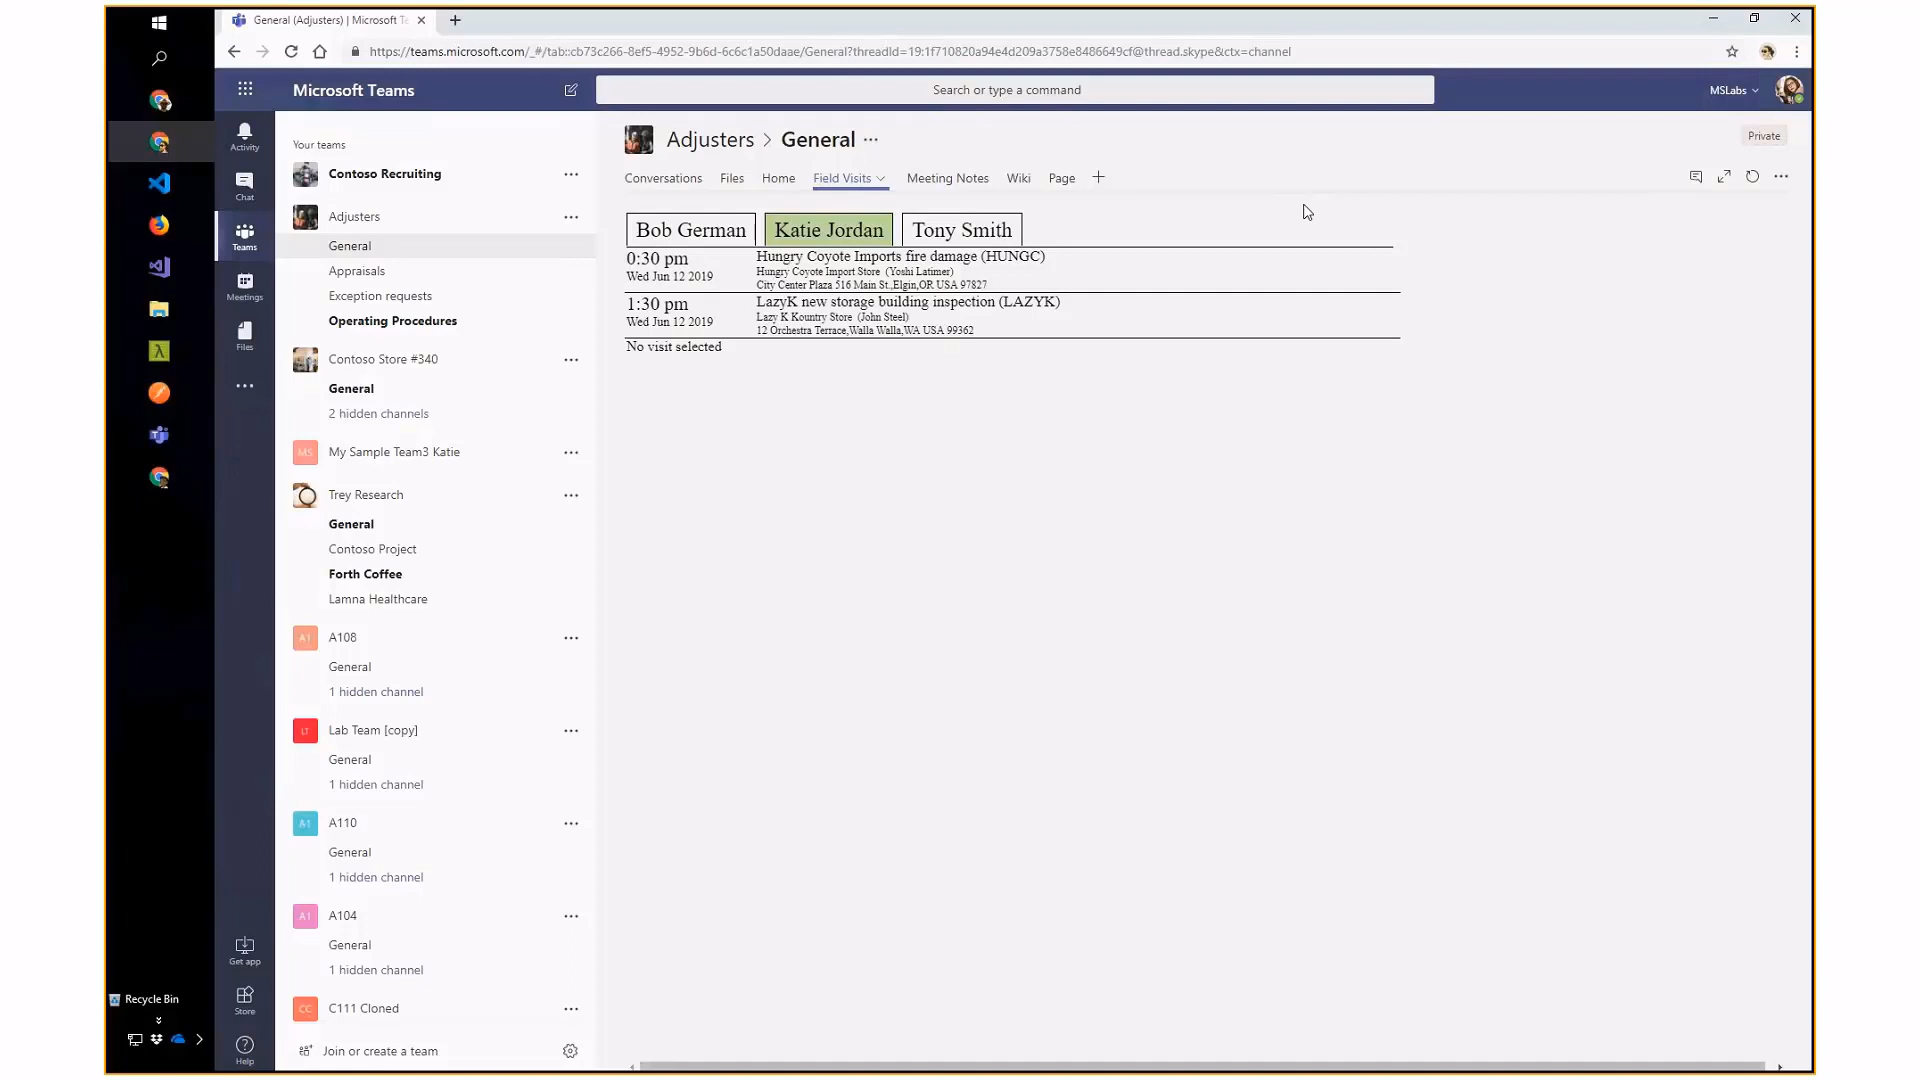 General (Adjusters) | Microsoft Te
https://teams.microsoft.com/_#/tab::cb73c266-8ef5-4952-9b6d-6c6c1a50daae/General?threadId=19:1f710820a94e4d209a3758e8486649cf@thread.skype&ctx=channel
Microsoft Teams
Search or type a command
MSLabs
Activity
Chat
Teams
Meetings
Files
Get app
Store
Help
Recycle Bin
Your teams
Contoso Recruiting
Adjusters
General
Appraisals
Exception requests
Operating Procedures
Contoso Store #340
General
2 hidden channels
MS My Sample Team3 Katie
Trey Research
General
Contoso Project
Forth Coffee
Lamna Healthcare
A1 A108
General
1 hidden channel
LT Lab Team [copy]
General
1 hidden channel
A1 A110
General
1 hidden channel
A1 A104
General
1 hidden channel
CC C111 Cloned
Join or create a team
Adjusters > General ...
Private
Conversations Files Home Field Visits Meeting Notes Wiki Page
Bob German Katie Jordan Tony Smith
0:30 pm Hungry Coyote Imports fire damage (HUNGC)
Wed Jun 12 2019 Hungry Coyote Import Store (Yoshi Latimer)
City Center Plaza 516 Main St.,Elgin,OR USA 97827
1:30 pm LazyK new storage building inspection (LAZYK)
Wed Jun 12 2019 Lazy K Kountry Store (John Steel)
12 Orchestra Terrace,Walla Walla,WA USA 99362
No visit selected